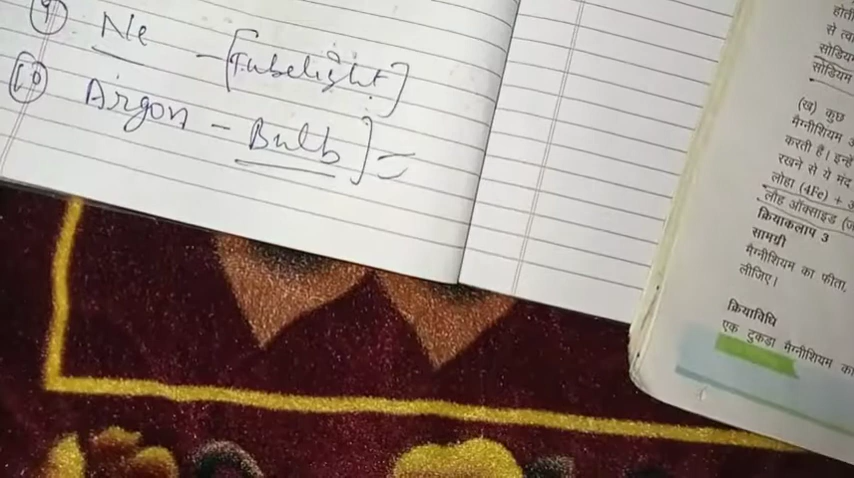 9 Ne - [Tubelight]
10 Argon - Bulb] =
होती
से त्व
सोडियम
सोडियम
(ख) कुछ
मैग्नीशियम अ
करती हैं। इन्हें
रखने से ये मंद
लोहा (4Fe) +
लौह ऑक्साइड (ज
क्रियाकलाप 3
सामग्री
मैग्नीशियम का फीता,
लीजिए।
क्रियाविधि
एक टुकडा मैग्नीशियम का